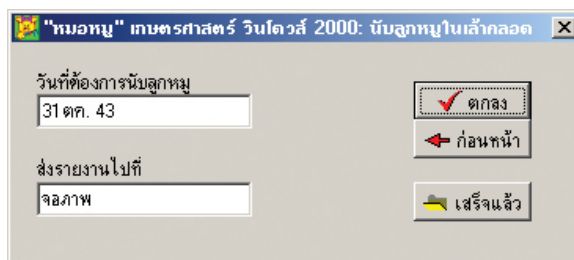 "หมอหมู" เกษตรศาสตร์ วินโดวส์ 2000: นับลูกหมูในเล้าคลอด
วันที่ต้องการนับลูกหมู
31 ตค. 43
ส่งรายงานไปที่
จอภาพ
ตกลง
ก่อนหน้า
เสร็จแล้ว